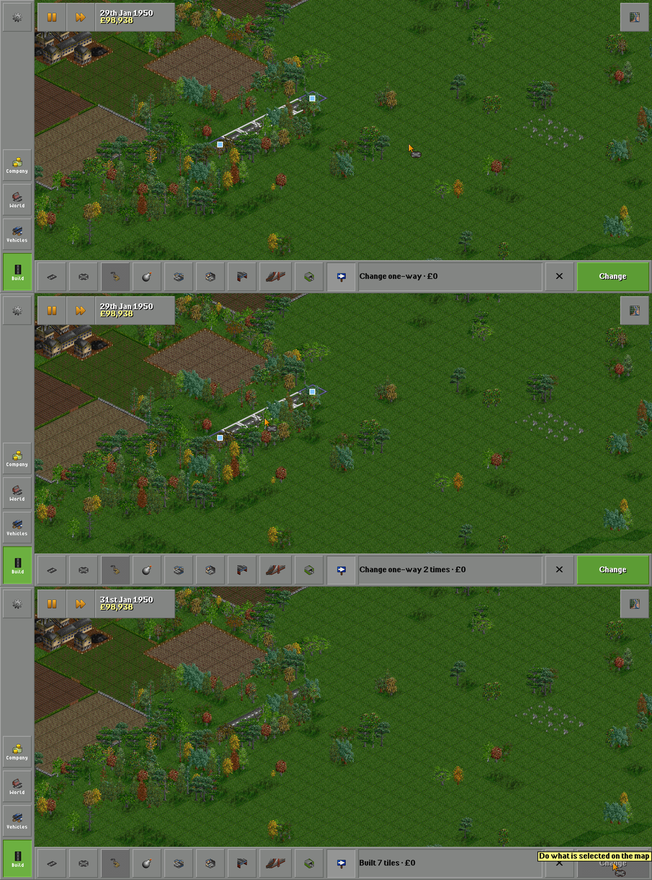 29th Jan 1950
£98,938
Company
World
Vehicles
Build
Change one-way · £0
Change
29th Jan 1950
£98,938
Company
World
Vehicles
Build
Change one-way 2 times · £0
Change
31st Jan 1950
£98,938
Company
World
Vehicles
Build
Do what is selected on the map
Built 7 tiles · £0
Change